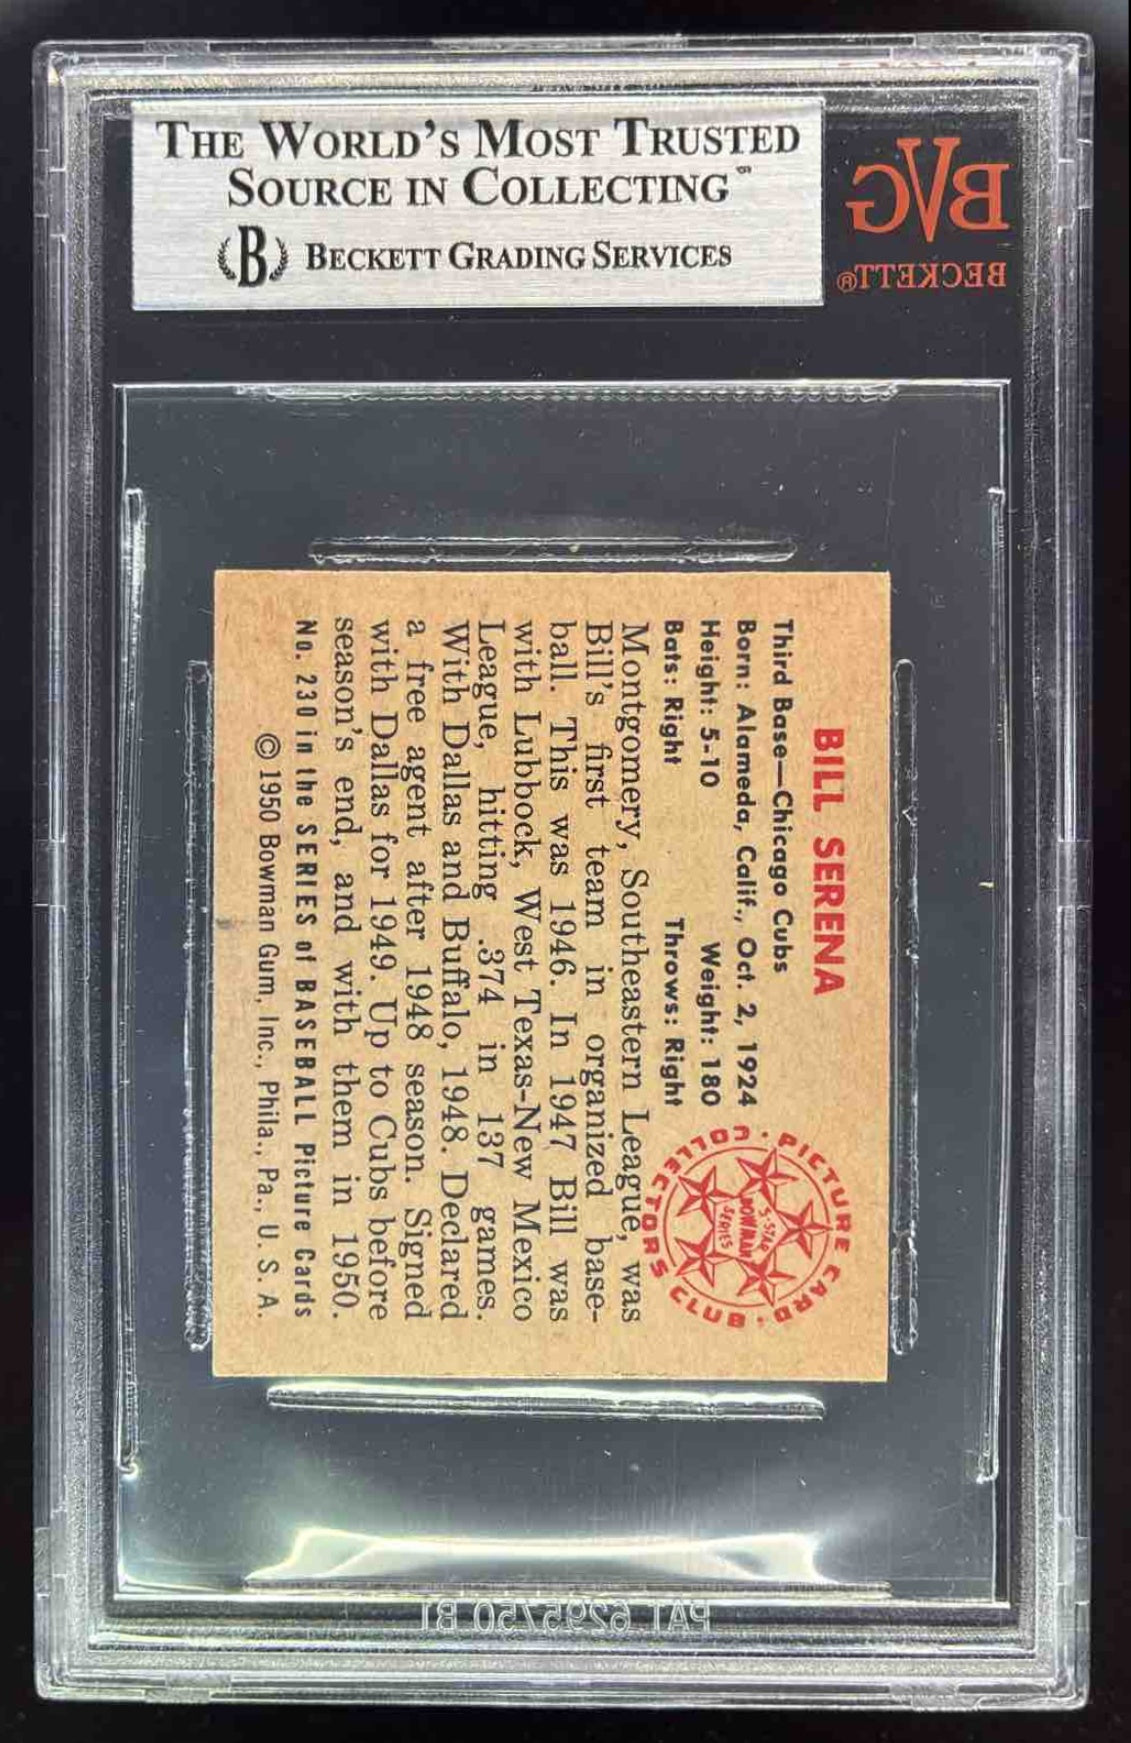 THE WORLD'S MOST TRUSTED
SOURCE IN COLLECTING™
B BECKETT GRADING SERVICES
BVG
BECKETT®
BILL SERENA
Third Base—Chicago Cubs
Born: Alameda, Calif., Oct. 2, 1924
Height: 5-10 Weight: 180
Bats: Right Throws: Right
PICTURE CARD · COLLECTORS CLUB ·
5-STAR
BOWMAN
SERIES
Montgomery, Southeastern League, was
Bill's first team in organized base-
ball. This was 1946. In 1947 Bill was
with Lubbock, West Texas-New Mexico
League, hitting .374 in 137 games.
With Dallas and Buffalo, 1948. Declared
a free agent after 1948 season. Signed
with Dallas for 1949. Up to Cubs before
season's end, and with them in 1950.
No. 230 in the SERIES of BASEBALL Picture Cards
© 1950 Bowman Gum, Inc., Phila., Pa., U. S. A.
PAT 6295750 B1